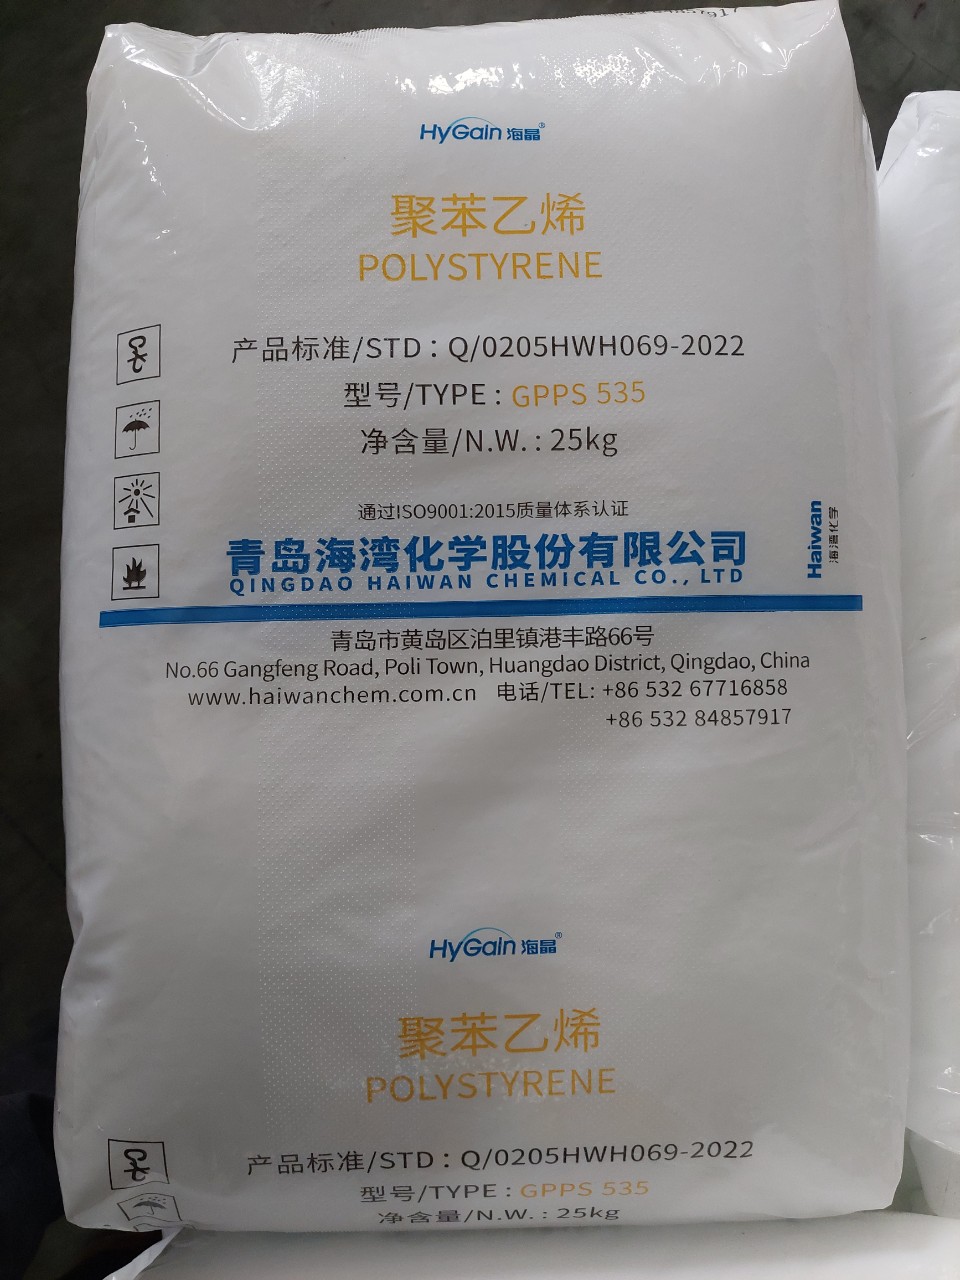 HyGain 海晶®
聚苯乙烯
POLYSTYRENE
产品标准/STD : Q/0205HWH069-2022
型号/TYPE : GPPS 535
净含量/N.W. : 25kg
通过ISO9001:2015质量体系认证
青岛海湾化学股份有限公司
QINGDAO HAIWAN CHEMICAL CO., LTD
Haiwan
海湾化学
青岛市黄岛区泊里镇港丰路66号
No.66 Gangfeng Road, Poli Town, Huangdao District, Qingdao, China
www.haiwanchem.com.cn 电话/TEL: +86 532 67716858
+86 532 84857917
HyGain 海晶®
聚苯乙烯
POLYSTYRENE
产品标准/STD : Q/0205HWH069-2022
型号/TYPE : GPPS 535
净含量/N.W. : 25kg